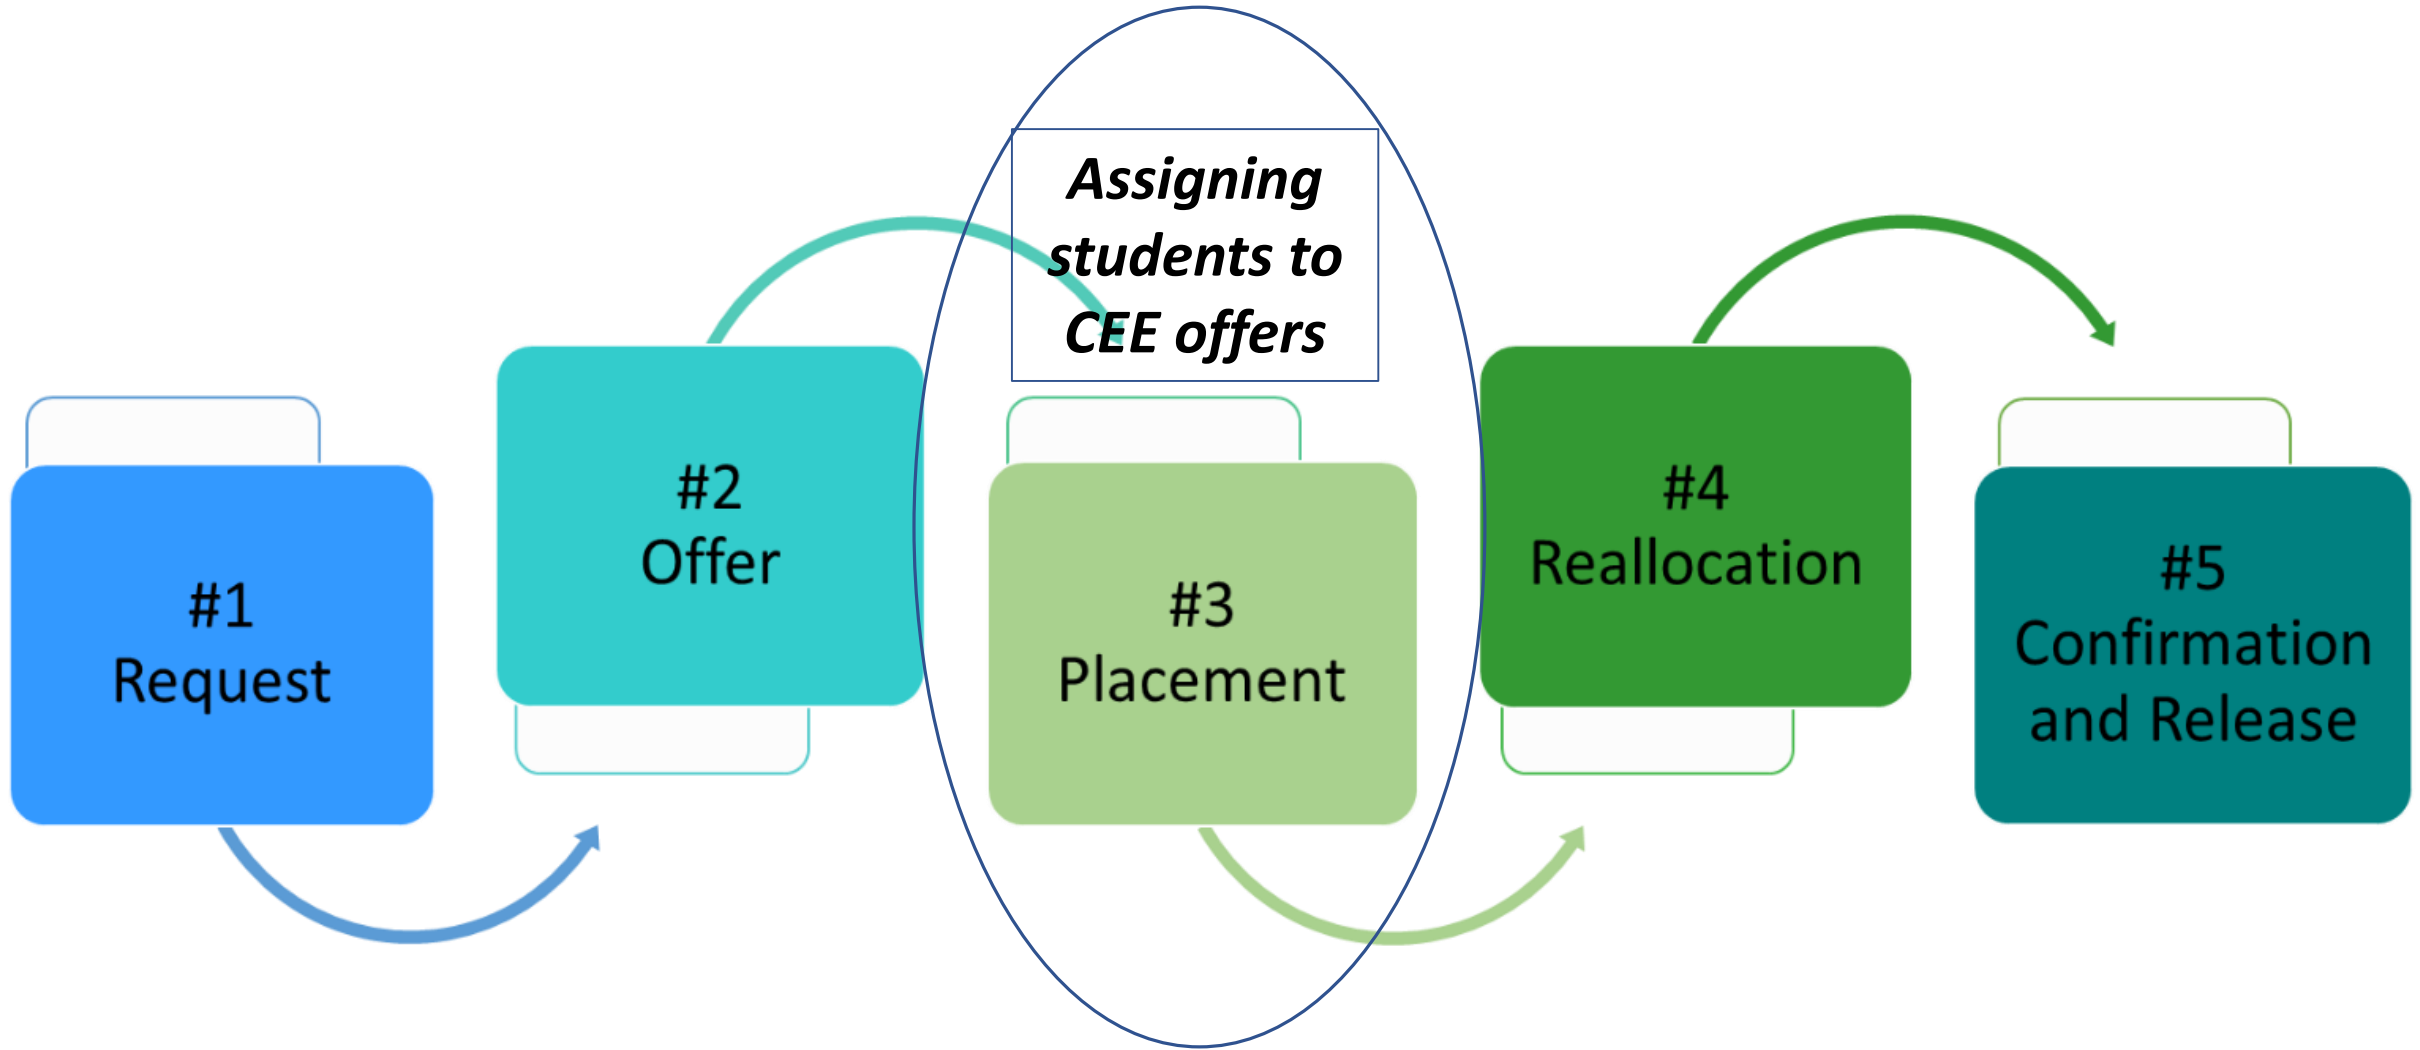 #1
Request
#2
Offer
Assigning
students to
CEE offers
#3
Placement
#4
Reallocation
#5
Confirmation
and Release